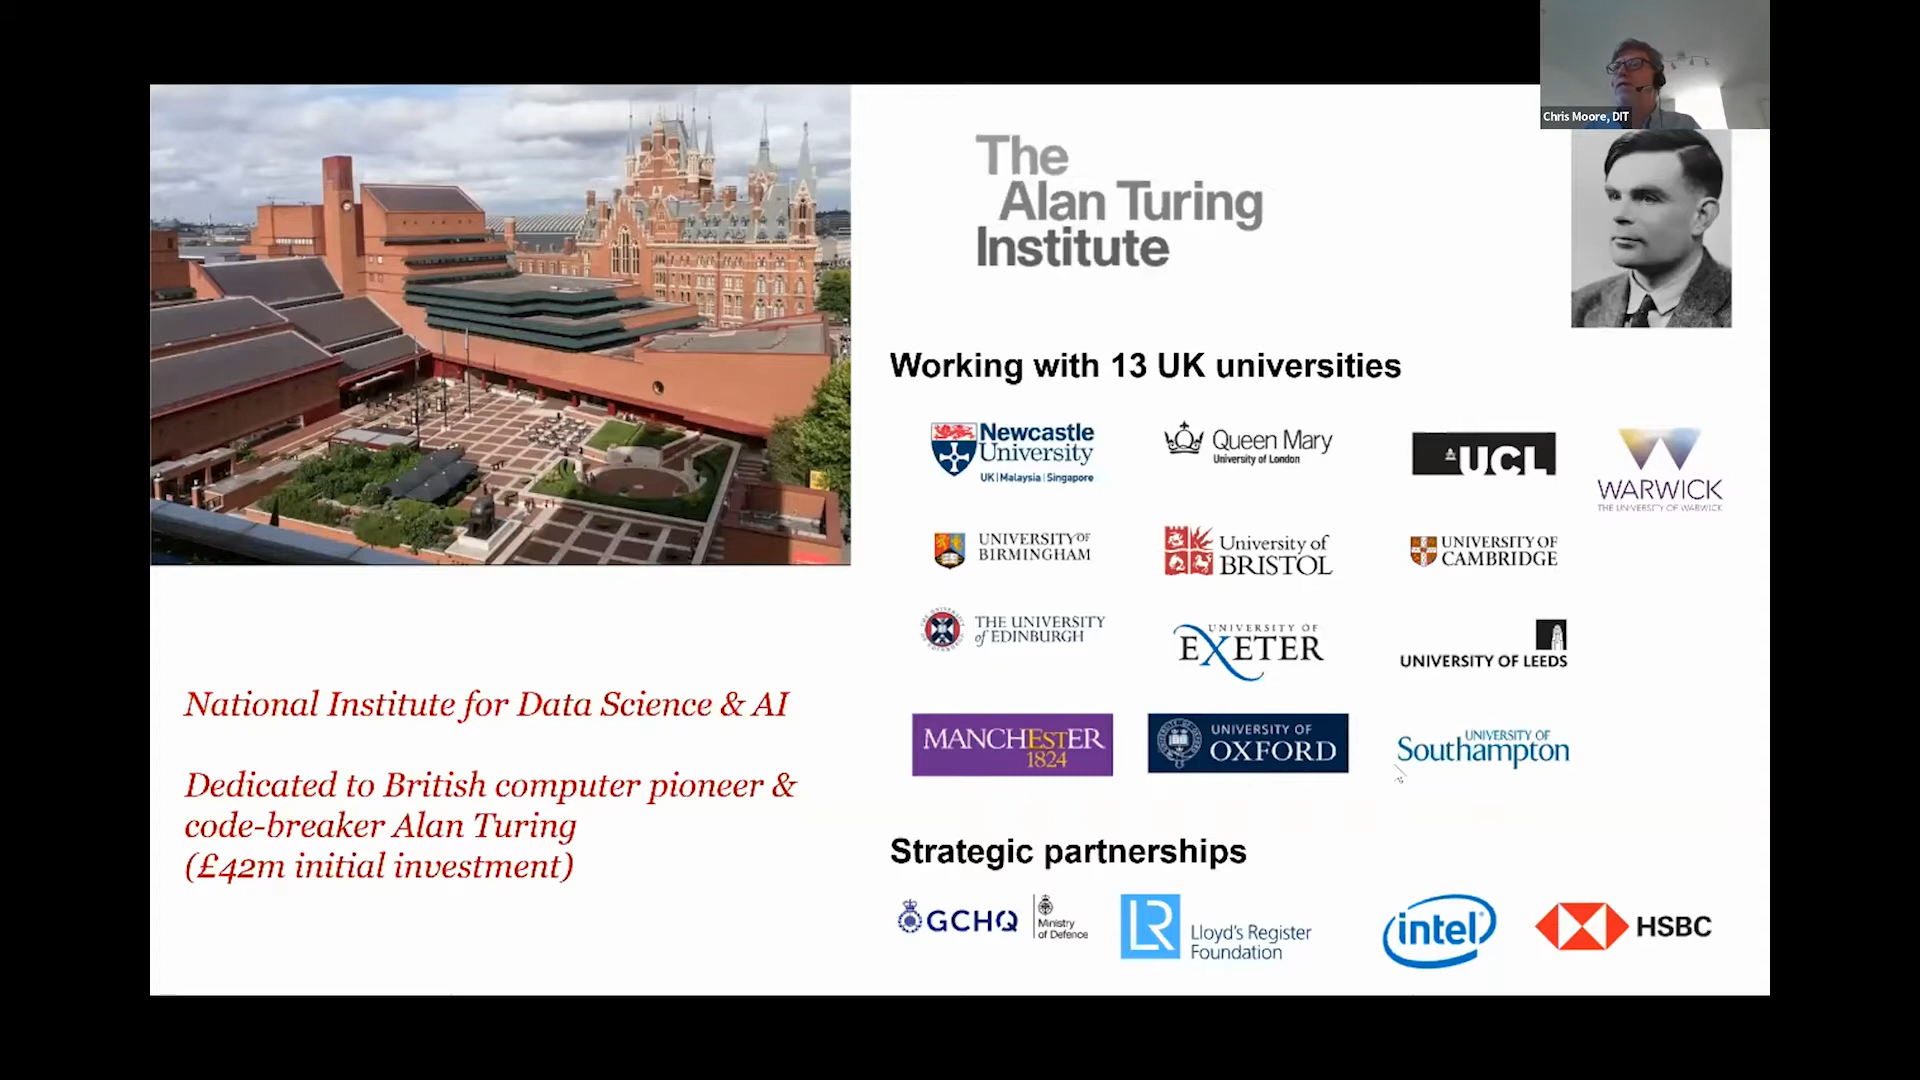 Chris Moore, DIT
The
Alan Turing
Institute
Working with 13 UK universities
Newcastle
University
UK | Malaysia | Singapore
Queen Mary
University of London
UCL
WARWICK
THE UNIVERSITY OF WARWICK
UNIVERSITY OF
BIRMINGHAM
University of
BRISTOL
UNIVERSITY OF
CAMBRIDGE
THE UNIVERSITY
of EDINBURGH
UNIVERSITY OF
EXETER
UNIVERSITY OF LEEDS
MANCHESTER
1824
UNIVERSITY OF
OXFORD
UNIVERSITY OF
Southampton
National Institute for Data Science & AI
Dedicated to British computer pioneer &
code-breaker Alan Turing
(£42m initial investment)
Strategic partnerships
GCHQ
Ministry
of Defence
LR
Lloyd's Register
Foundation
intel
HSBC